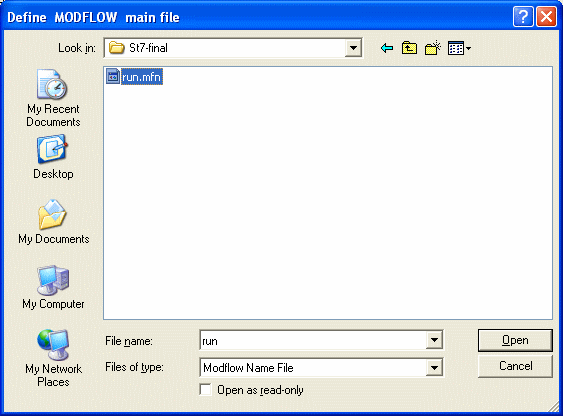 Define  MODFLOW  main file
Look in:
St7-final
run.mfn
My Recent
Documents
Desktop
My Documents
My Computer
My Network
Places
File name:
run
Open
Files of type:
Modflow Name File
Cancel
Open as read-only